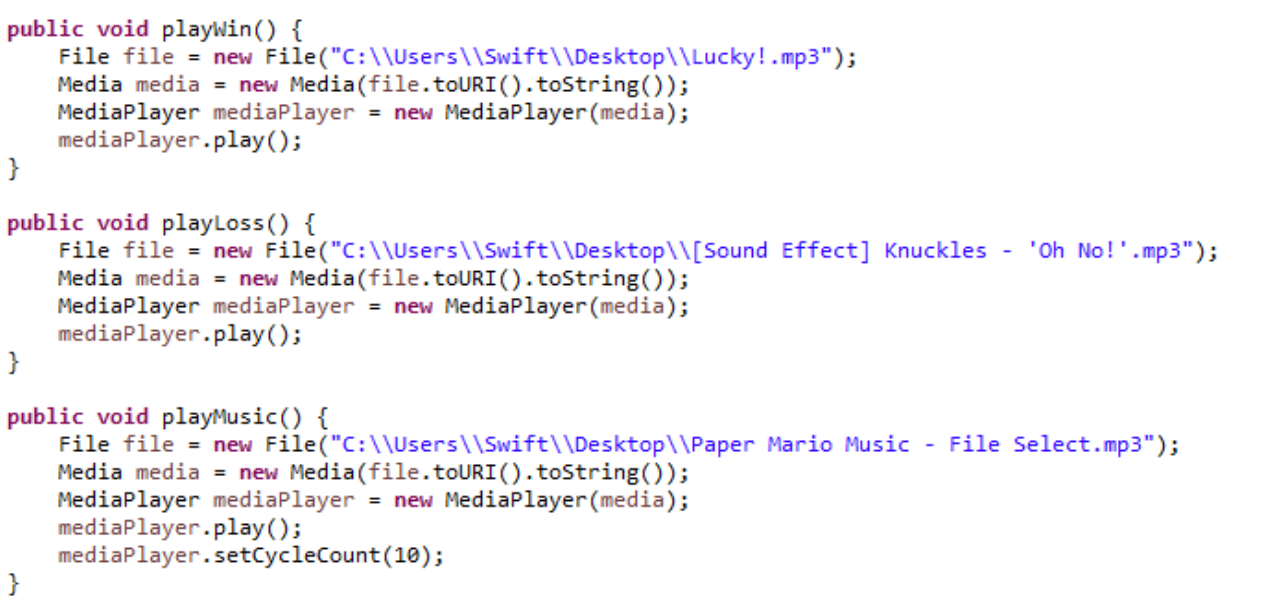 public void playWin() {
    File file = new File("C:\\Users\\Swift\\Desktop\\Lucky!.mp3");
    Media media = new Media(file.toURI().toString());
    MediaPlayer mediaPlayer = new MediaPlayer(media);
    mediaPlayer.play();
}

public void playLoss() {
    File file = new File("C:\\Users\\Swift\\Desktop\\[Sound Effect] Knuckles - 'Oh No!'.mp3");
    Media media = new Media(file.toURI().toString());
    MediaPlayer mediaPlayer = new MediaPlayer(media);
    mediaPlayer.play();
}

public void playMusic() {
    File file = new File("C:\\Users\\Swift\\Desktop\\Paper Mario Music - File Select.mp3");
    Media media = new Media(file.toURI().toString());
    MediaPlayer mediaPlayer = new MediaPlayer(media);
    mediaPlayer.play();
    mediaPlayer.setCycleCount(10);
}